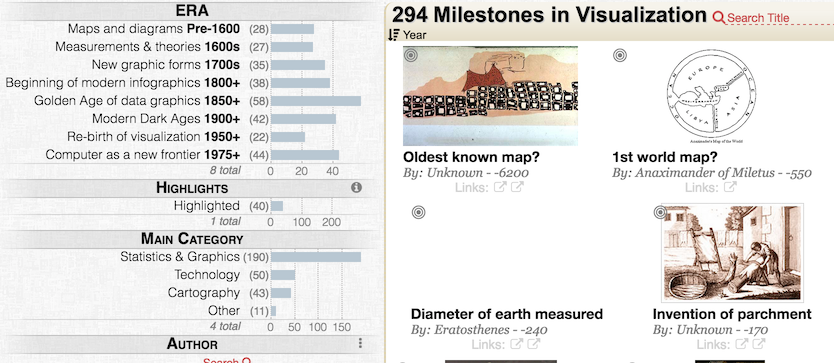 ERA
Maps and diagrams Pre-1600 (28)
Measurements & theories 1600s (27)
New graphic forms 1700s (35)
Beginning of modern infographics 1800+ (38)
Golden Age of data graphics 1850+ (58)
Modern Dark Ages 1900+ (42)
Re-birth of visualization 1950+ (22)
Computer as a new frontier 1975+ (44)
8 total 0 20 40
Highlights
Highlighted (40)
1 total 0 100 200
Main Category
Statistics & Graphics (190)
Technology (50)
Cartography (43)
Other (11)
4 total 0 50 100 150
Author
Search
294 Milestones in Visualization Search Title
Year
Oldest known map?
By: Unknown - -6200
Links:
EUROPE
ASIA
LIBYA
OCEAN
Anaximander's Map of the World
1st world map?
By: Anaximander of Miletus - -550
Links:
Diameter of earth measured
By: Eratosthenes - -240
Links:
Invention of parchment
By: Unknown - -170
Links: